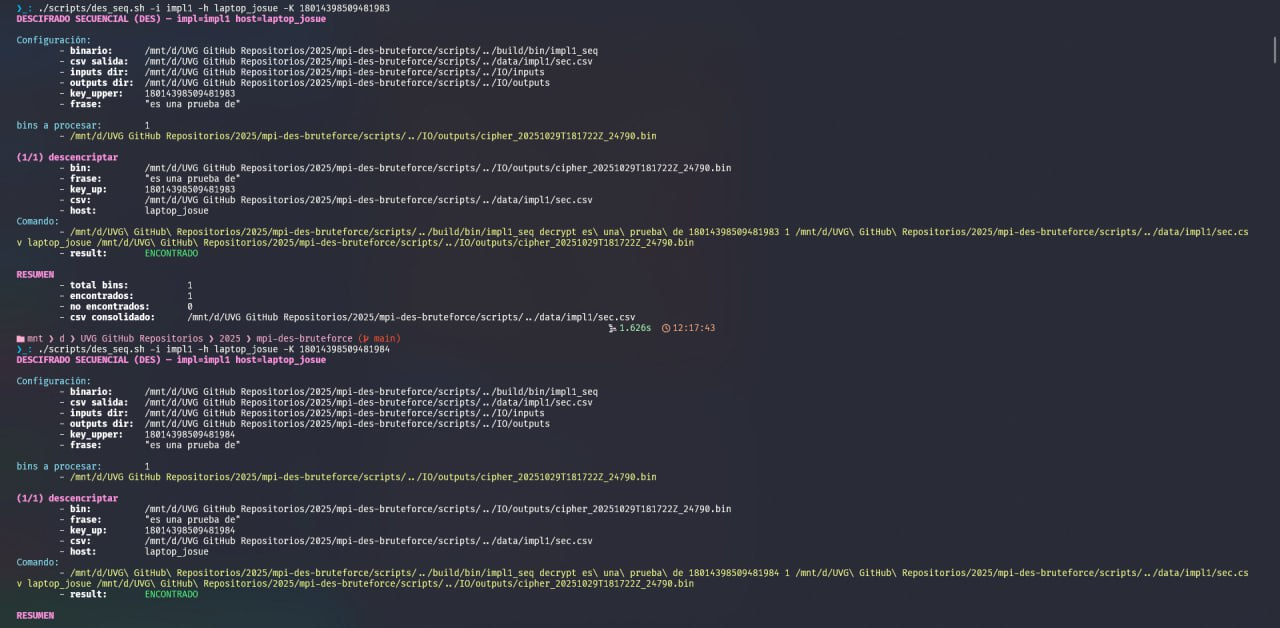 ❯_: ./scripts/des_seq.sh -i impl1 -h laptop_josue -K 18014398509481983
DESCIFRADO SECUENCIAL (DES) — impl=impl1 host=laptop_josue
Configuración:
- binario: /mnt/d/UVG GitHub Repositorios/2025/mpi-des-bruteforce/scripts/../build/bin/impl1_seq
- csv salida: /mnt/d/UVG GitHub Repositorios/2025/mpi-des-bruteforce/scripts/../data/impl1/sec.csv
- inputs dir: /mnt/d/UVG GitHub Repositorios/2025/mpi-des-bruteforce/scripts/../IO/inputs
- outputs dir: /mnt/d/UVG GitHub Repositorios/2025/mpi-des-bruteforce/scripts/../IO/outputs
- key_upper: 18014398509481983
- frase: "es una prueba de"
bins a procesar: 1
- /mnt/d/UVG GitHub Repositorios/2025/mpi-des-bruteforce/scripts/../IO/outputs/cipher_20251029T181722Z_24790.bin
(1/1) descencriptar
- bin: /mnt/d/UVG GitHub Repositorios/2025/mpi-des-bruteforce/scripts/../IO/outputs/cipher_20251029T181722Z_24790.bin
- frase: "es una prueba de"
- key_up: 18014398509481983
- csv: /mnt/d/UVG GitHub Repositorios/2025/mpi-des-bruteforce/scripts/../data/impl1/sec.csv
- host: laptop_josue
Comando:
- /mnt/d/UVG\ GitHub\ Repositorios/2025/mpi-des-bruteforce/scripts/../build/bin/impl1_seq decrypt es\ una\ prueba\ de 18014398509481983 1 /mnt/d/UVG\ GitHub\ Repositorios/2025/mpi-des-bruteforce/scripts/../data/impl1/sec.cs
v laptop_josue /mnt/d/UVG\ GitHub\ Repositorios/2025/mpi-des-bruteforce/scripts/../IO/outputs/cipher_20251029T181722Z_24790.bin
- result: ENCONTRADO
RESUMEN
- total bins: 1
- encontrados: 1
- no encontrados: 0
- csv consolidado: /mnt/d/UVG GitHub Repositorios/2025/mpi-des-bruteforce/scripts/../data/impl1/sec.csv
1.626s 12:17:43
mnt ❯ d ❯ UVG GitHub Repositorios ❯ 2025 ❯ mpi-des-bruteforce (main)
❯_: ./scripts/des_seq.sh -i impl1 -h laptop_josue -K 18014398509481984
DESCIFRADO SECUENCIAL (DES) — impl=impl1 host=laptop_josue
Configuración:
- binario: /mnt/d/UVG GitHub Repositorios/2025/mpi-des-bruteforce/scripts/../build/bin/impl1_seq
- csv salida: /mnt/d/UVG GitHub Repositorios/2025/mpi-des-bruteforce/scripts/../data/impl1/sec.csv
- inputs dir: /mnt/d/UVG GitHub Repositorios/2025/mpi-des-bruteforce/scripts/../IO/inputs
- outputs dir: /mnt/d/UVG GitHub Repositorios/2025/mpi-des-bruteforce/scripts/../IO/outputs
- key_upper: 18014398509481984
- frase: "es una prueba de"
bins a procesar: 1
- /mnt/d/UVG GitHub Repositorios/2025/mpi-des-bruteforce/scripts/../IO/outputs/cipher_20251029T181722Z_24790.bin
(1/1) descencriptar
- bin: /mnt/d/UVG GitHub Repositorios/2025/mpi-des-bruteforce/scripts/../IO/outputs/cipher_20251029T181722Z_24790.bin
- frase: "es una prueba de"
- key_up: 18014398509481984
- csv: /mnt/d/UVG GitHub Repositorios/2025/mpi-des-bruteforce/scripts/../data/impl1/sec.csv
- host: laptop_josue
Comando:
- /mnt/d/UVG\ GitHub\ Repositorios/2025/mpi-des-bruteforce/scripts/../build/bin/impl1_seq decrypt es\ una\ prueba\ de 18014398509481984 1 /mnt/d/UVG\ GitHub\ Repositorios/2025/mpi-des-bruteforce/scripts/../data/impl1/sec.cs
v laptop_josue /mnt/d/UVG\ GitHub\ Repositorios/2025/mpi-des-bruteforce/scripts/../IO/outputs/cipher_20251029T181722Z_24790.bin
- result: ENCONTRADO
RESUMEN